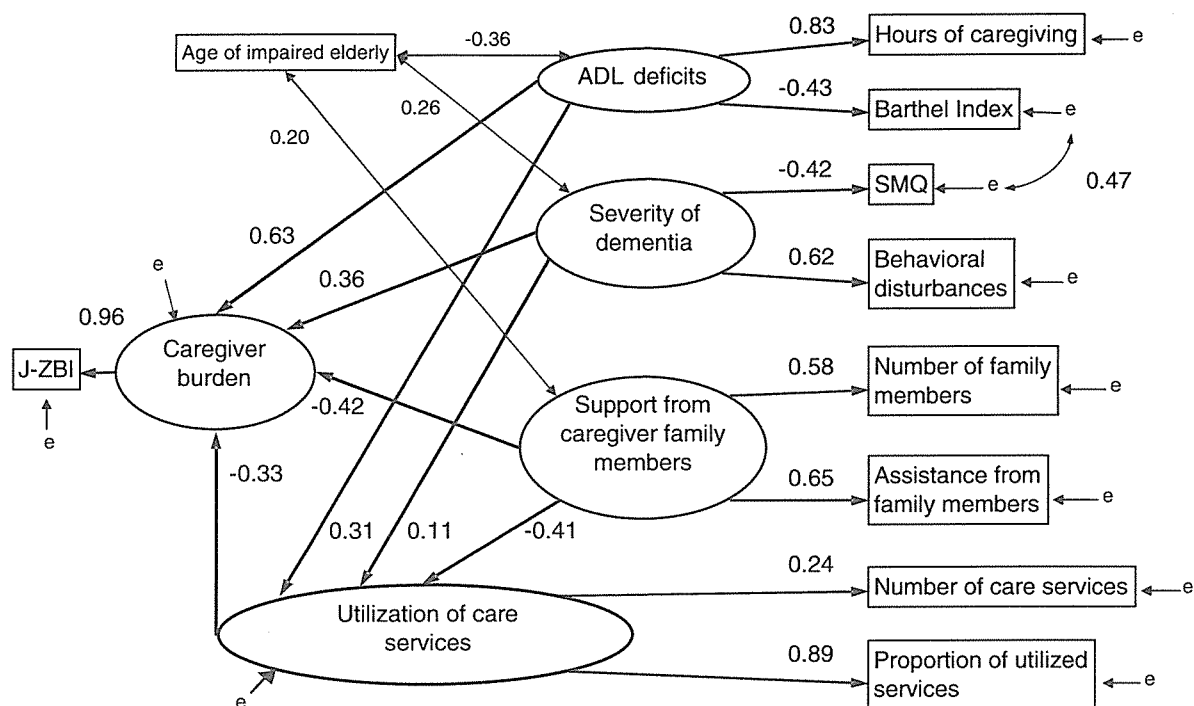 Age of impaired elderly
-0.36
ADL deficits
0.83
Hours of caregiving
e
-0.43
Barthel Index
e
0.26
0.20
-0.42
SMQ
e
0.47
Severity of
dementia
0.63
0.36
0.62
Behavioral
disturbances
e
e
0.96
J-ZBI
e
Caregiver
burden
-0.42
0.58
Number of family
members
e
Support from
caregiver family
members
-0.33
0.65
Assistance from
family members
e
0.31
0.11
-0.41
0.24
Number of care services
e
Utilization of care
services
0.89
Proportion of utilized
services
e
e